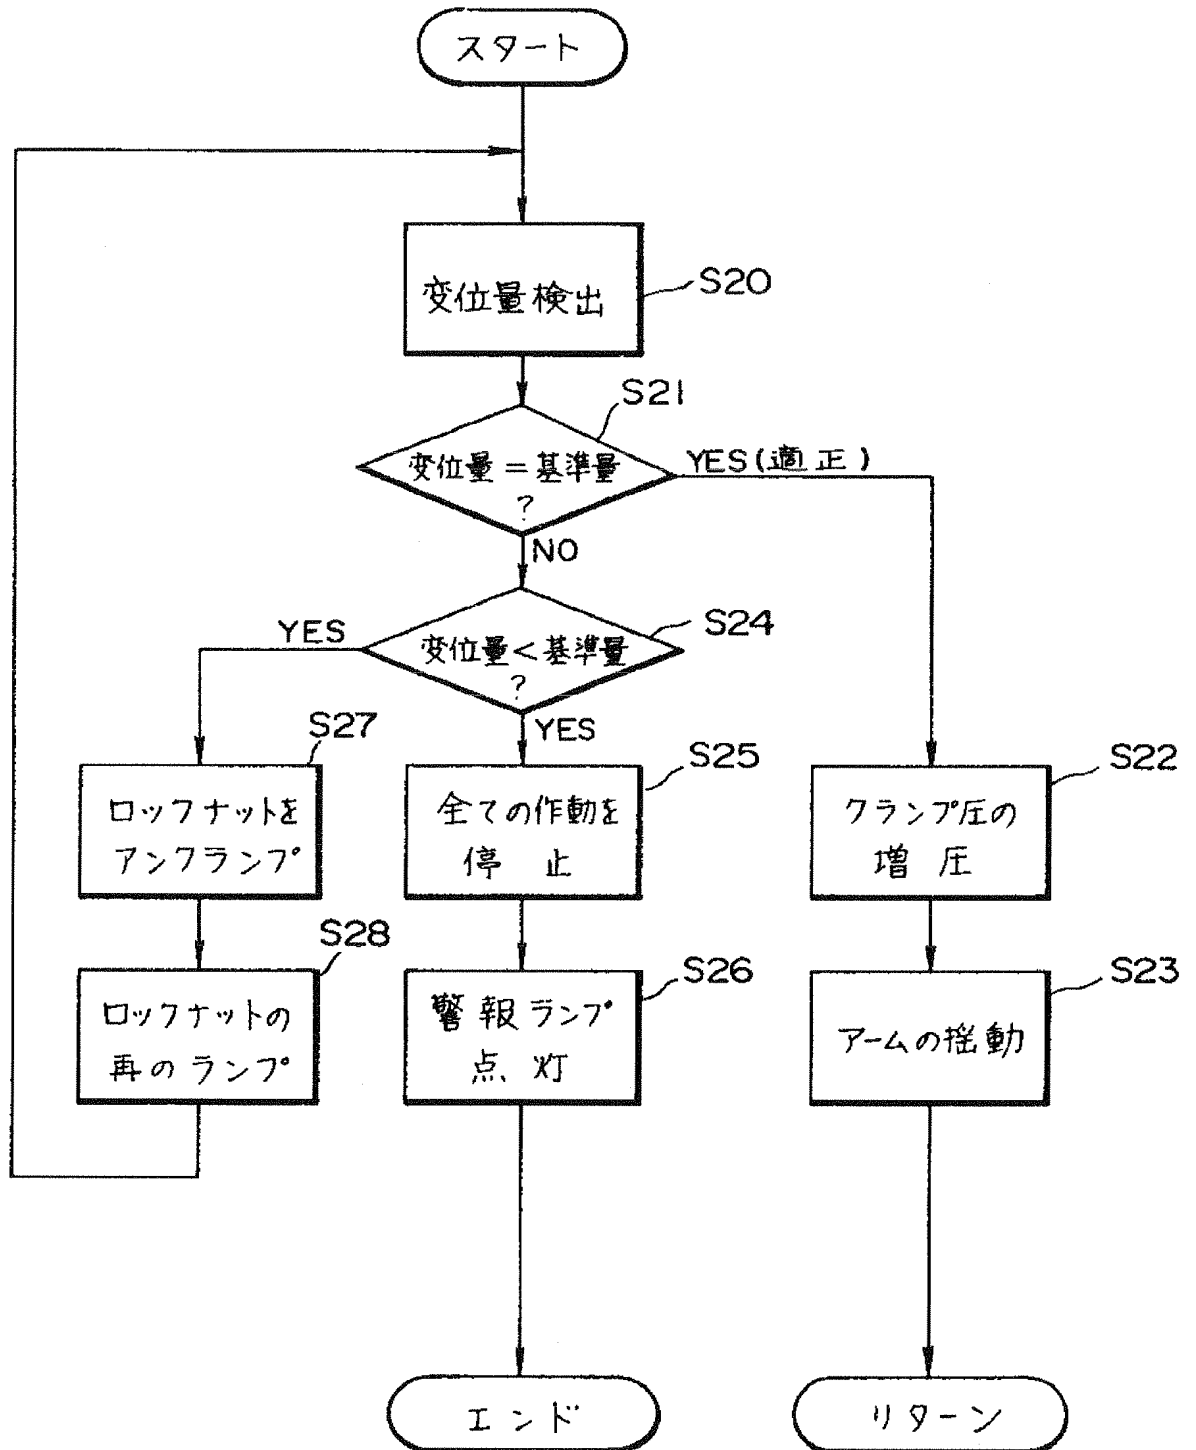 スタート
変位量検出
S20
S21
変位量=基準量
?
YES(適正)
NO
S24
変位量<基準量
?
YES
YES
S27
ロックナットを
アンクランプ
S25
全ての作動を
停止
S22
クランプ圧の
増圧
S28
ロックナットの
再のランプ
S26
警報ランプ
点灯
S23
アームの揺動
エンド
リターン